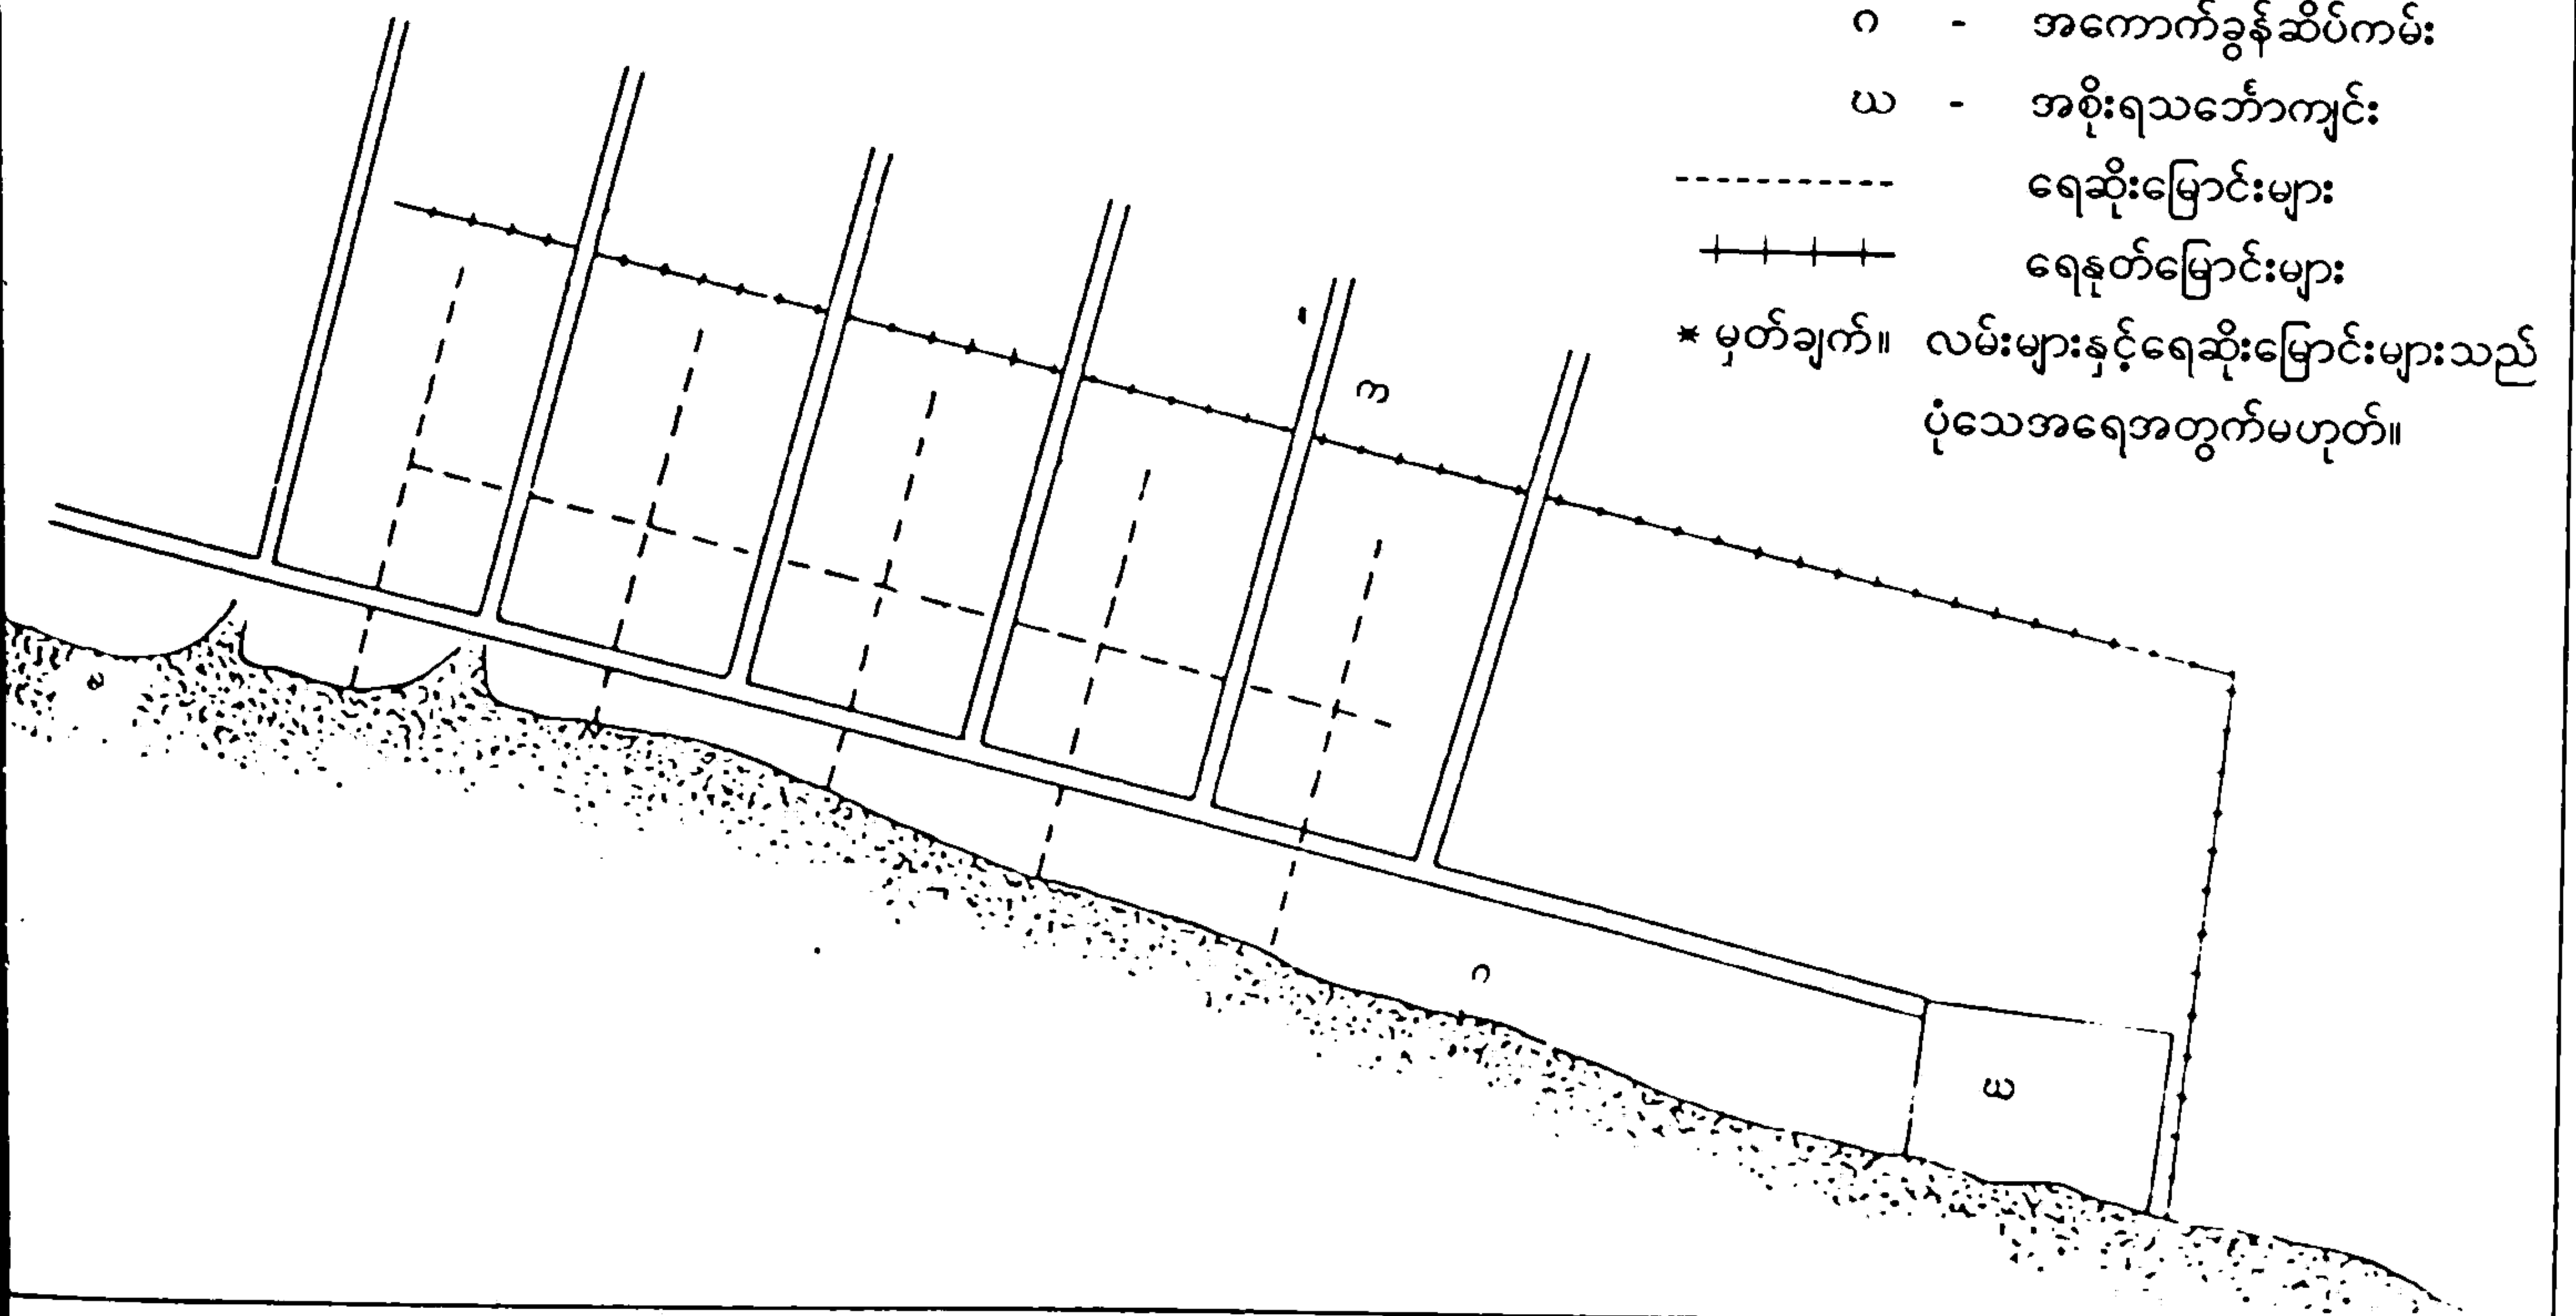 ဂ - အကောက်ခွန်ဆိပ်ကမ်း
ဃ - အစိုးရသင်္ဘောကျင်း
ရေဆိုးမြောင်းများ
ရေနုတ်မြောင်းများ
* မှတ်ချက်။ လမ်းများနှင့်ရေဆိုးမြောင်းများသည်
ပုံသေအရေအတွက်မဟုတ်။
က
ဂ
ဃ